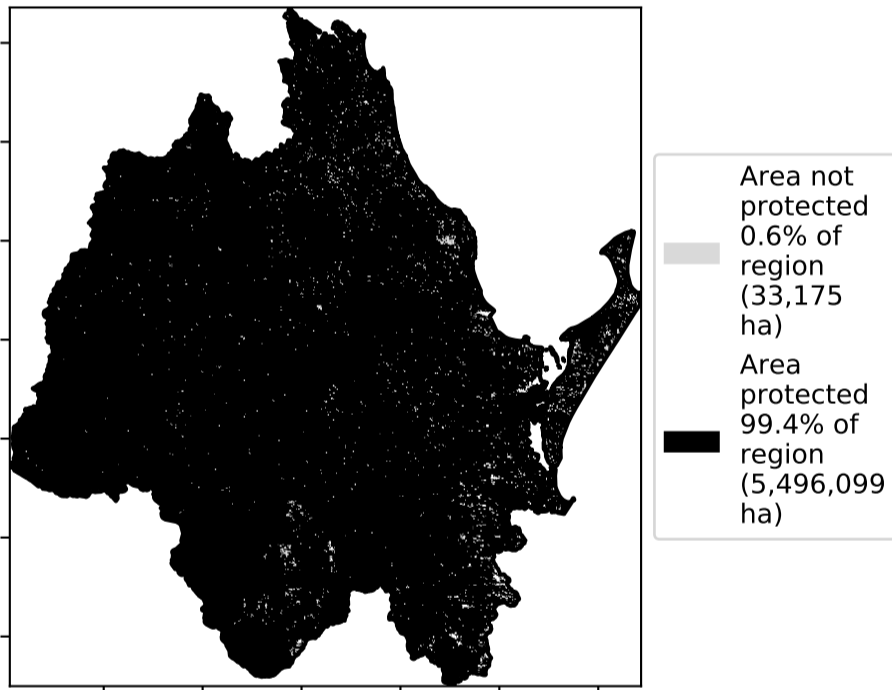 Area not
protected
0.6% of
region
(33,175
ha)
Area
protected
99.4% of
region
(5,496,099
ha)